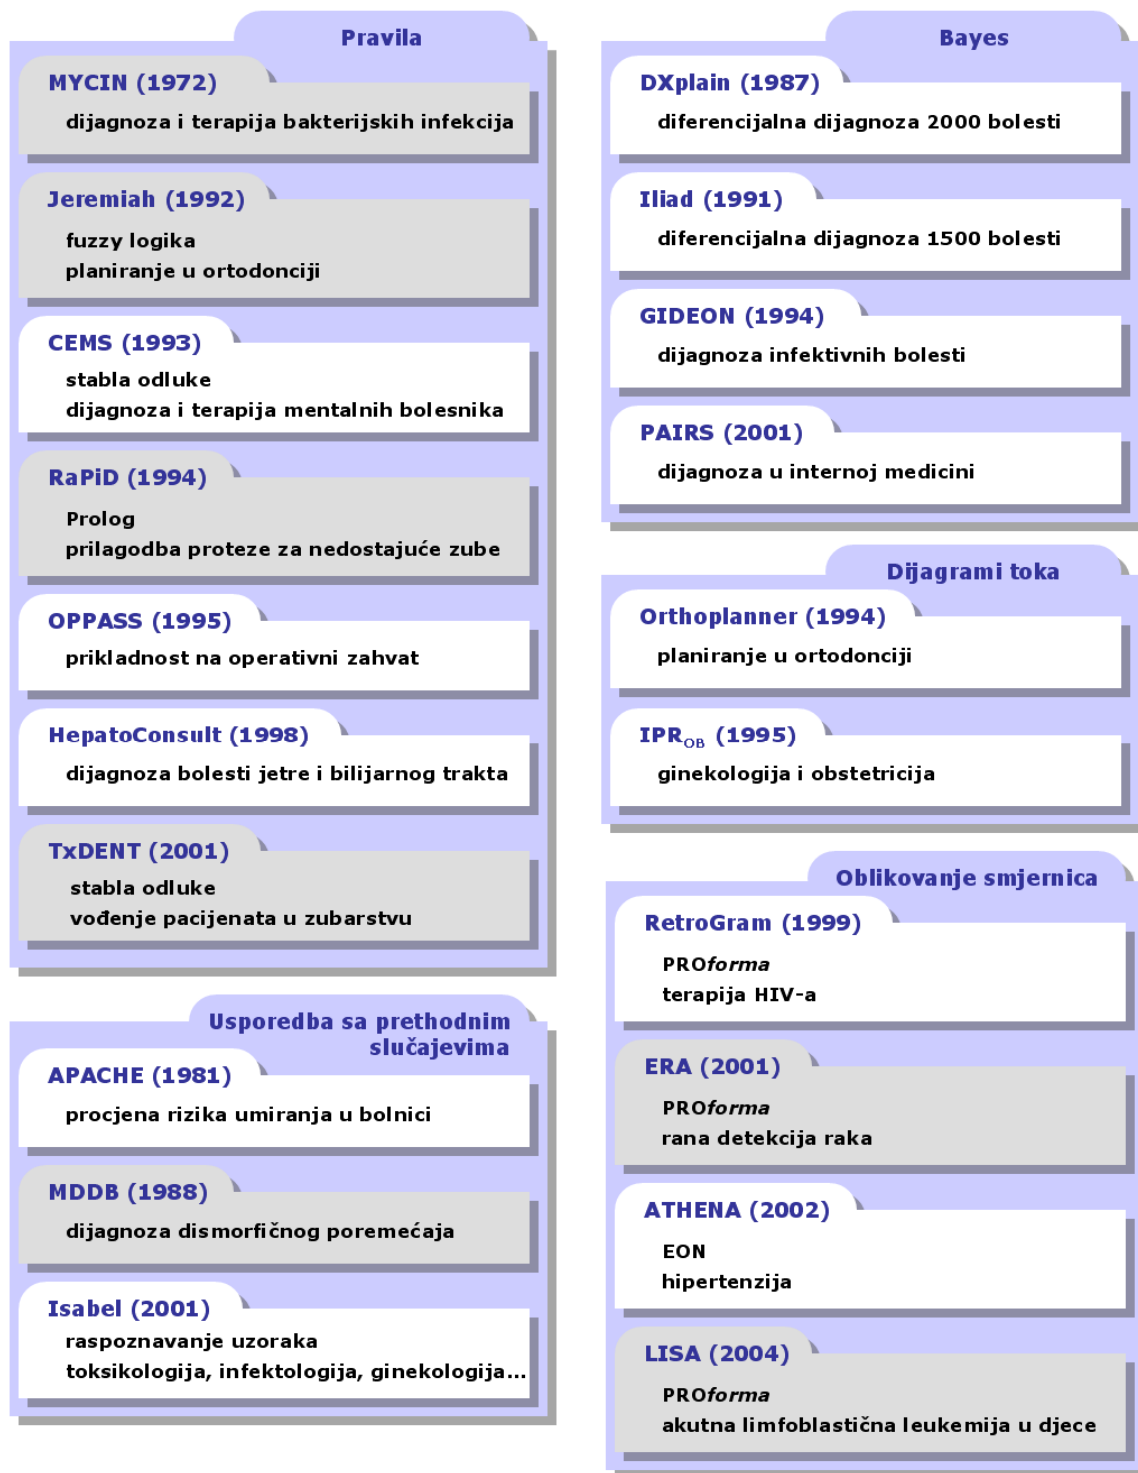 Pravila
MYCIN (1972)
dijagnoza i terapija bakterijskih infekcija
Jeremiah (1992)
fuzzy logika
planiranje u ortodonciji
CEMS (1993)
stabla odluke
dijagnoza i terapija mentalnih bolesnika
RaPiD (1994)
Prolog
prilagodba proteze za nedostajuće zube
OPPASS (1995)
prikladnost na operativni zahvat
HepatoConsult (1998)
dijagnoza bolesti jetre i bilijarnog trakta
TxDENT (2001)
stabla odluke
vođenje pacijenata u zubarstvu
Usporedba sa prethodnim
slučajevima
APACHE (1981)
procjena rizika umiranja u bolnici
MDDB (1988)
dijagnoza dismorfičnog poremećaja
Isabel (2001)
raspoznavanje uzoraka
toksikologija, infektologija, ginekologija...
Bayes
DXplain (1987)
diferencijalna dijagnoza 2000 bolesti
Iliad (1991)
diferencijalna dijagnoza 1500 bolesti
GIDEON (1994)
dijagnoza infektivnih bolesti
PAIRS (2001)
dijagnoza u internoj medicini
Dijagrami toka
Orthoplanner (1994)
planiranje u ortodonciji
IPROB (1995)
ginekologija i obstetricija
Oblikovanje smjernica
RetroGram (1999)
PROforma
terapija HIV-a
ERA (2001)
PROforma
rana detekcija raka
ATHENA (2002)
EON
hipertenzija
LISA (2004)
PROforma
akutna limfoblastična leukemija u djece